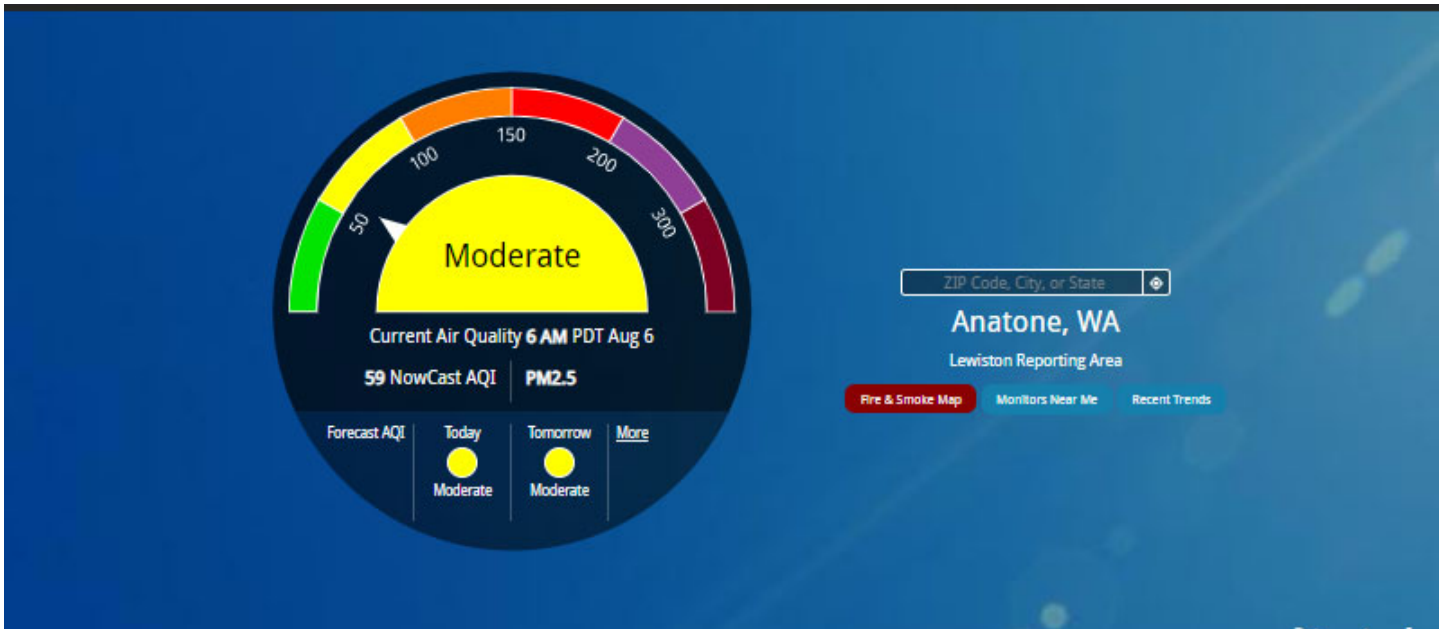 50
100
150
200
300
Moderate
Current Air Quality 6 AM PDT Aug 6
59 NowCast AQI
PM2.5
Forecast AQI
Today
Moderate
Tomorrow
Moderate
More
ZIP Code, City, or State
Anatone, WA
Lewiston Reporting Area
Fire & Smoke Map
Monitors Near Me
Recent Trends